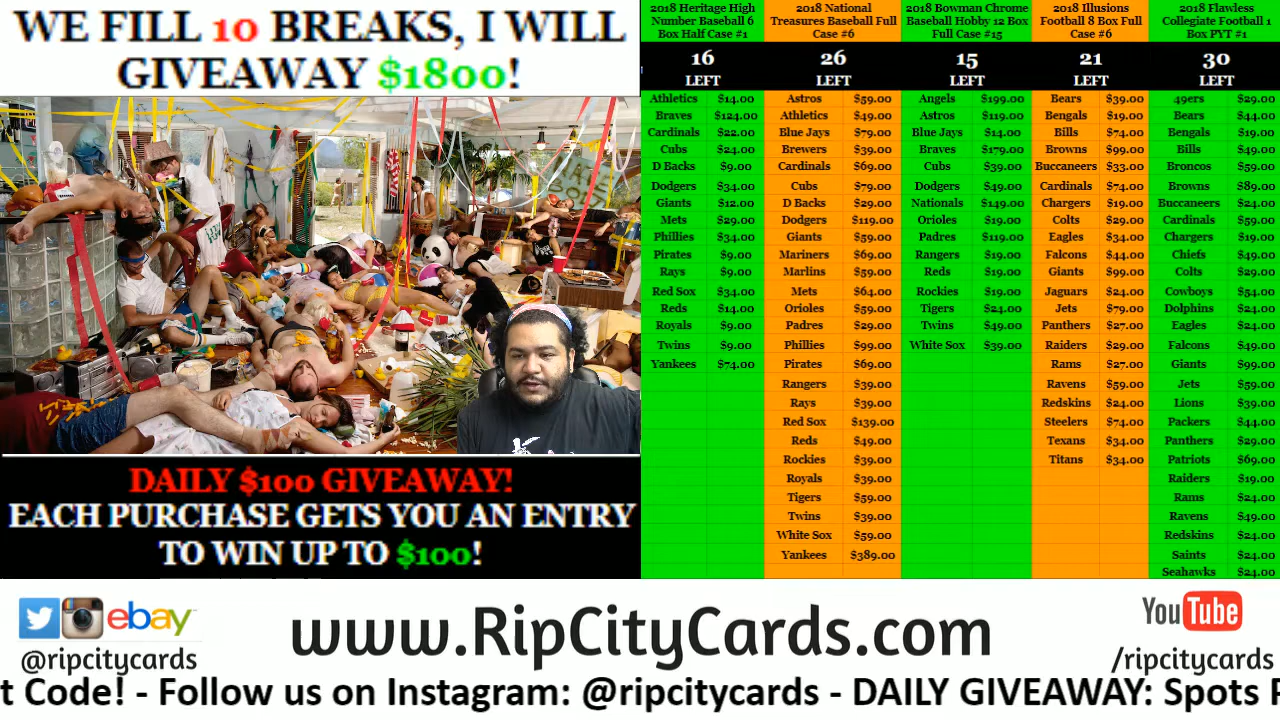 WE FILL 10 BREAKS, I WILL
GIVEAWAY $1800!
DAILY $100 GIVEAWAY!
EACH PURCHASE GETS YOU AN ENTRY
TO WIN UP TO $100!
2018 Heritage High
Number Baseball 6
Box Half Case #1
16
LEFT
Athletics $14.00
Braves $124.00
Cardinals $22.00
Cubs $24.00
D Backs $9.00
Dodgers $34.00
Giants $12.00
Mets $29.00
Phillies $34.00
Pirates $9.00
Rays $9.00
Red Sox $34.00
Reds $14.00
Royals $9.00
Twins $9.00
Yankees $74.00
2018 National
Treasures Baseball Full
Case #6
26
LEFT
Astros $59.00
Athletics $49.00
Blue Jays $79.00
Brewers $39.00
Cardinals $69.00
Cubs $79.00
D Backs $29.00
Dodgers $119.00
Giants $59.00
Mariners $69.00
Marlins $59.00
Mets $64.00
Orioles $59.00
Padres $29.00
Phillies $99.00
Pirates $69.00
Rangers $39.00
Rays $39.00
Red Sox $139.00
Reds $49.00
Rockies $39.00
Royals $39.00
Tigers $59.00
Twins $39.00
White Sox $59.00
Yankees $389.00
2018 Bowman Chrome
Baseball Hobby 12 Box
Full Case #15
15
LEFT
Angels $199.00
Astros $119.00
Blue Jays $14.00
Braves $179.00
Cubs $39.00
Dodgers $49.00
Nationals $149.00
Orioles $19.00
Padres $119.00
Rangers $19.00
Reds $19.00
Rockies $19.00
Tigers $24.00
Twins $49.00
White Sox $39.00
2018 Illusions
Football 8 Box Full
Case #6
21
LEFT
Bears $39.00
Bengals $19.00
Bills $74.00
Browns $99.00
Buccaneers $33.00
Cardinals $74.00
Chargers $19.00
Colts $29.00
Eagles $34.00
Falcons $44.00
Giants $99.00
Jaguars $24.00
Jets $79.00
Panthers $27.00
Raiders $29.00
Rams $27.00
Ravens $59.00
Redskins $24.00
Steelers $74.00
Texans $34.00
Titans $34.00
2018 Flawless
Collegiate Football 1
Box PYT #1
30
LEFT
49ers $29.00
Bears $44.00
Bengals $19.00
Bills $49.00
Broncos $59.00
Browns $89.00
Buccaneers $24.00
Cardinals $59.00
Chargers $19.00
Chiefs $49.00
Colts $29.00
Cowboys $54.00
Dolphins $24.00
Eagles $24.00
Falcons $49.00
Giants $99.00
Jets $59.00
Lions $39.00
Packers $44.00
Panthers $29.00
Patriots $69.00
Raiders $19.00
Rams $24.00
Ravens $49.00
Redskins $24.00
Saints $24.00
Seahawks $24.00
ebay
@ripcitycards
www.RipCityCards.com
YouTube
/ripcitycards
t Code! - Follow us on Instagram: @ripcitycards - DAILY GIVEAWAY: Spots F